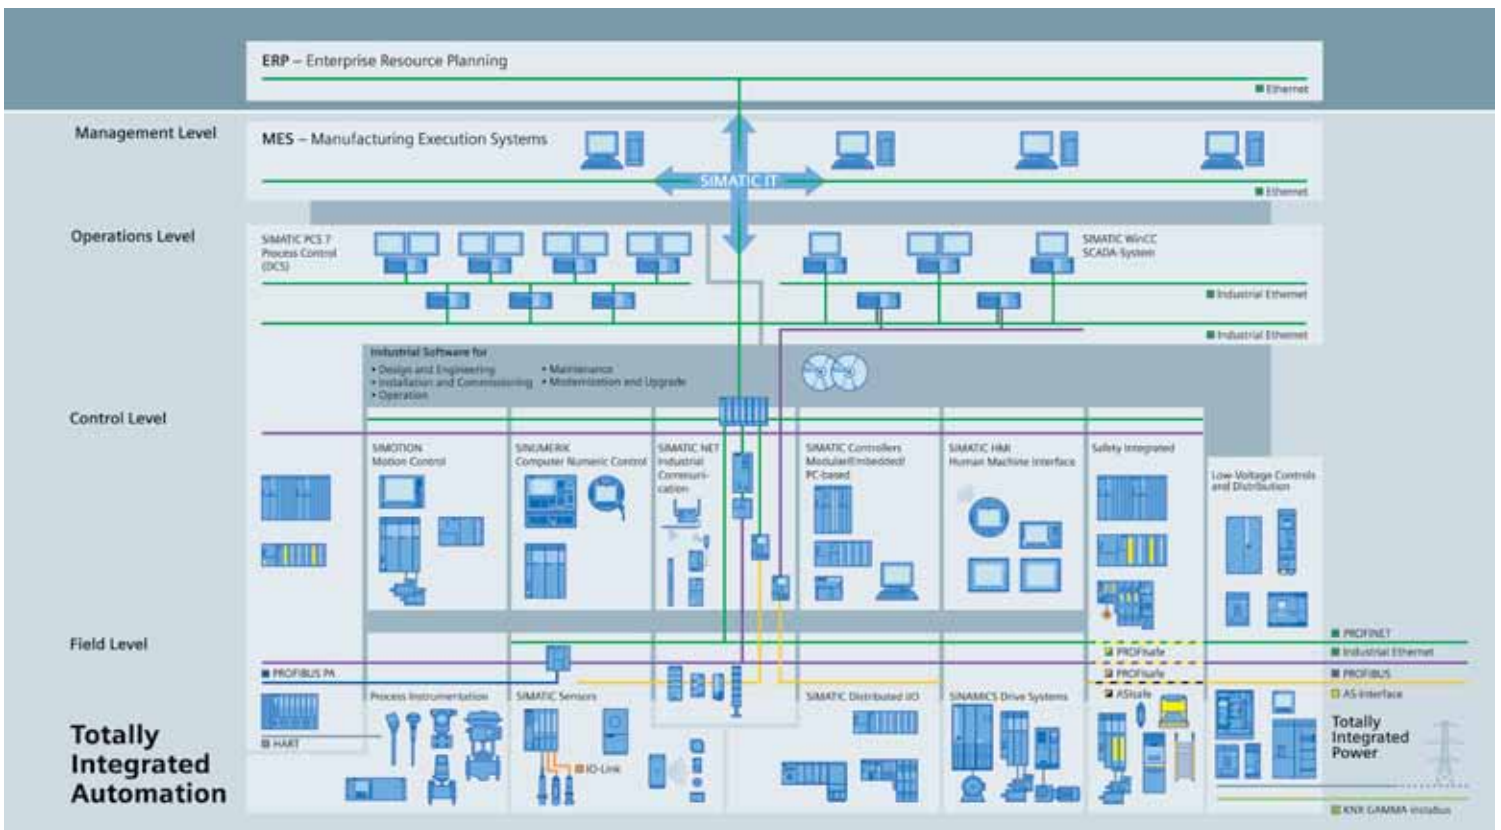 ERP – Enterprise Resource Planning
Ethernet
Management Level
MES – Manufacturing Execution Systems
SIMATIC IT
Ethernet
Operations Level
SIMATIC PCS 7
Process Control
(DCS)
SIMATIC WinCC
SCADA-System
Industrial Ethernet
Industrial Ethernet
Industrial Software for
• Design and Engineering
• Installation and Commissioning
• Operation
• Maintenance
• Modernization and Upgrade
Control Level
SIMOTION
Motion Control
SINUMERIK
Computer Numeric Control
SIMATIC NET
Industrial
Communi-
cation
SIMATIC Controllers
Modular/Embedded/
PC-based
SIMATIC HMI
Human Machine Interface
Safety Integrated
Low-Voltage Controls
and Distribution
Field Level
PROFINET
Industrial Ethernet
PROFIsafe
PROFIBUS PA
PROFIsafe
PROFIBUS
ASIsafe
AS-Interface
Process Instrumentation
SIMATIC Sensors
SIMATIC Distributed I/O
SINAMICS Drive Systems
HART
IO-Link
Totally
Integrated
Automation
Totally
Integrated
Power
KNX GAMMA instabus